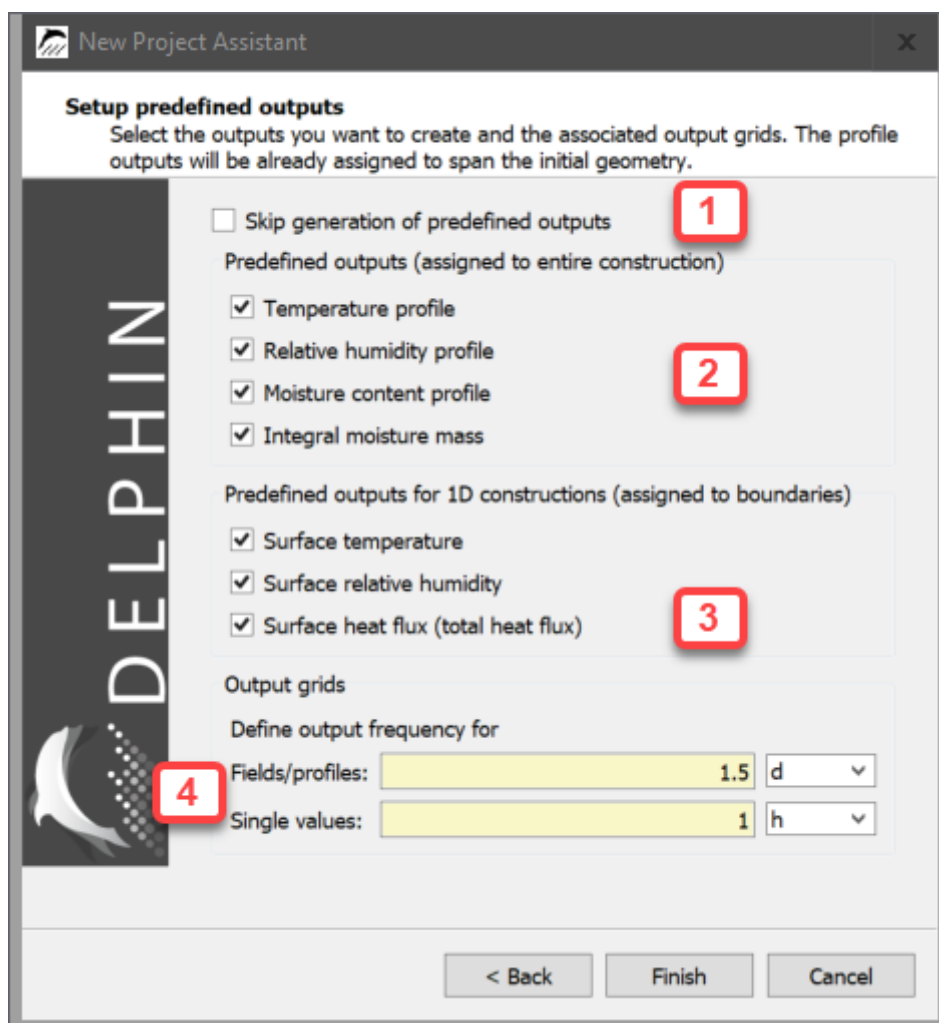 New Project Assistant
X
Setup predefined outputs
Select the outputs you want to create and the associated output grids. The profile
outputs will be already assigned to span the initial geometry.
Skip generation of predefined outputs
1
Predefined outputs (assigned to entire construction)
Temperature profile
Relative humidity profile
2
Moisture content profile
Integral moisture mass
Predefined outputs for 1D constructions (assigned to boundaries)
Surface temperature
Surface relative humidity
Surface heat flux (total heat flux)
3
Output grids
Define output frequency for
Fields/profiles: 1.5 d
4
Single values: 1 h
DELPHIN
< Back Finish Cancel